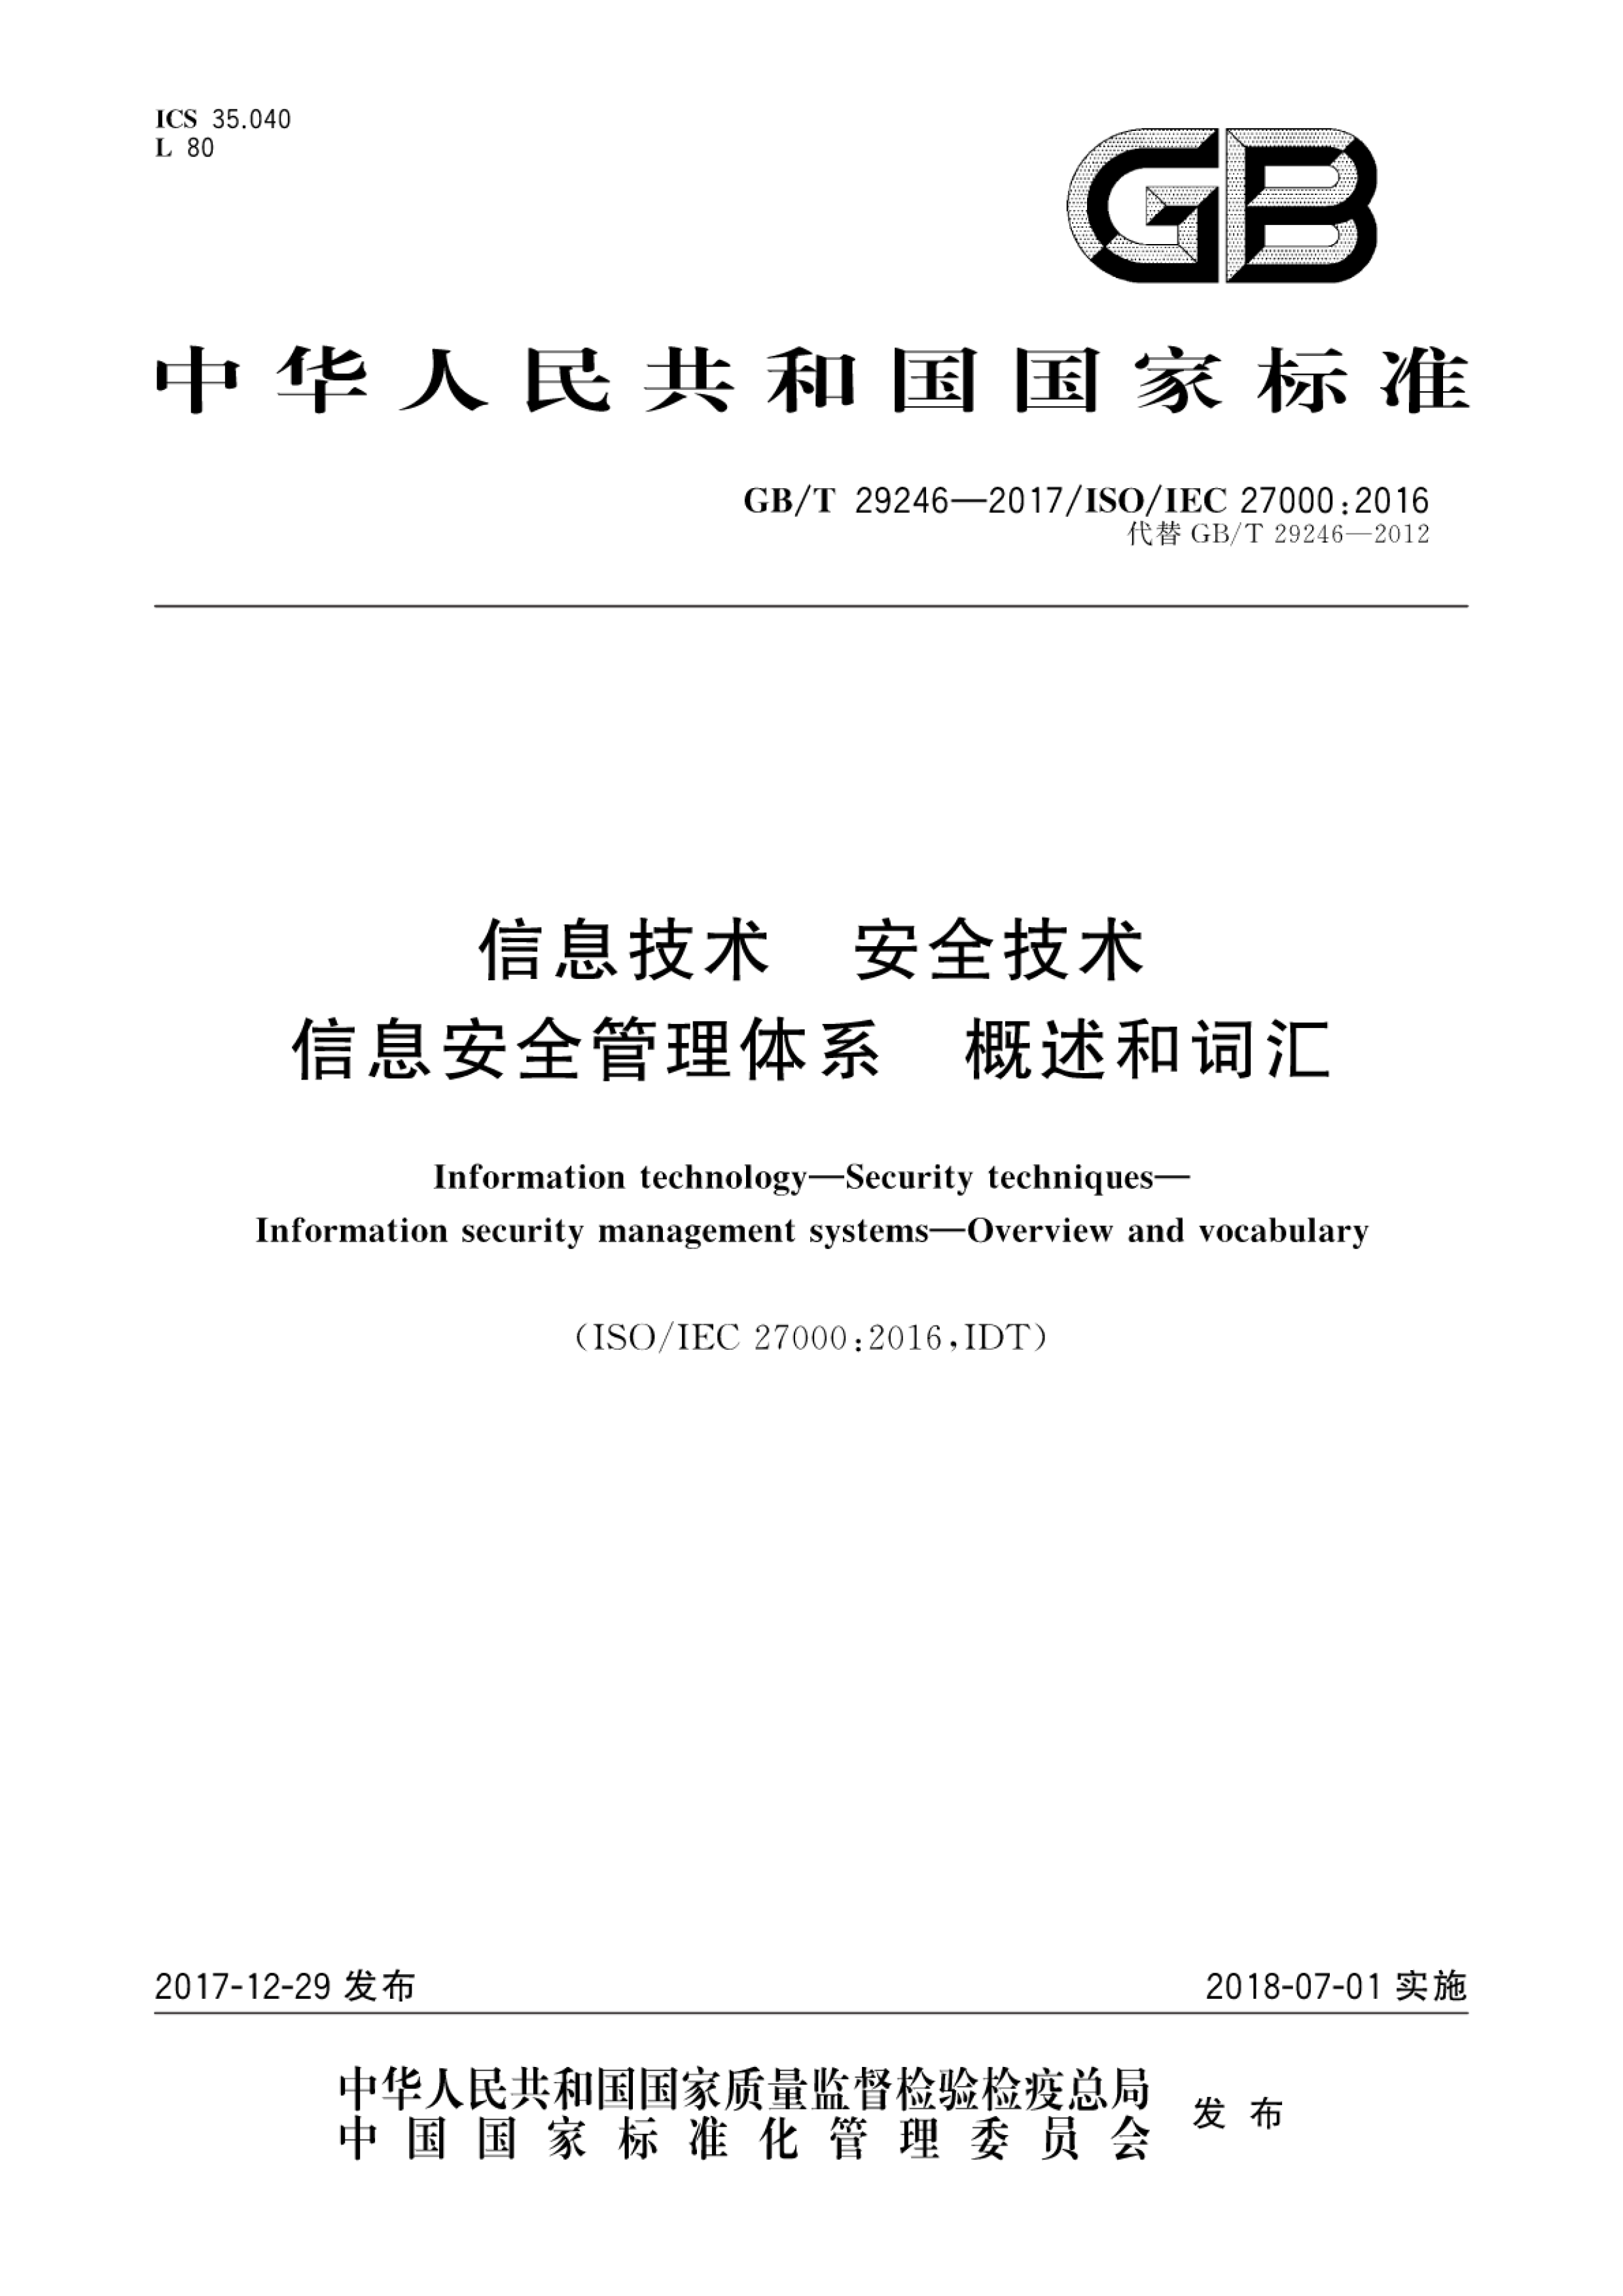 ICS 35.040
L 80
GB
中华人民共和国国家标准
GB/T 29246—2017/ISO/IEC 27000:2016
代替 GB/T 29246—2012
信息技术 安全技术
信息安全管理体系 概述和词汇
Information technology—Security techniques—
Information security management systems—Overview and vocabulary
(ISO/IEC 27000:2016,IDT)
2017-12-29 发布
2018-07-01 实施
中华人民共和国国家质量监督检验检疫总局
中国国家标准化管理委员会
发布